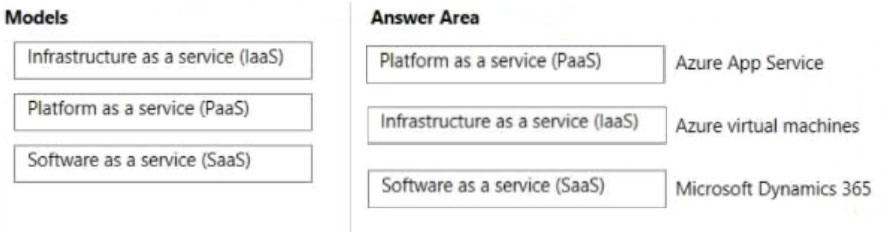 Models
Infrastructure as a service (IaaS)
Platform as a service (PaaS)
Software as a service (SaaS)
Answer Area
Platform as a service (PaaS) Azure App Service
Infrastructure as a service (IaaS) Azure virtual machines
Software as a service (SaaS) Microsoft Dynamics 365